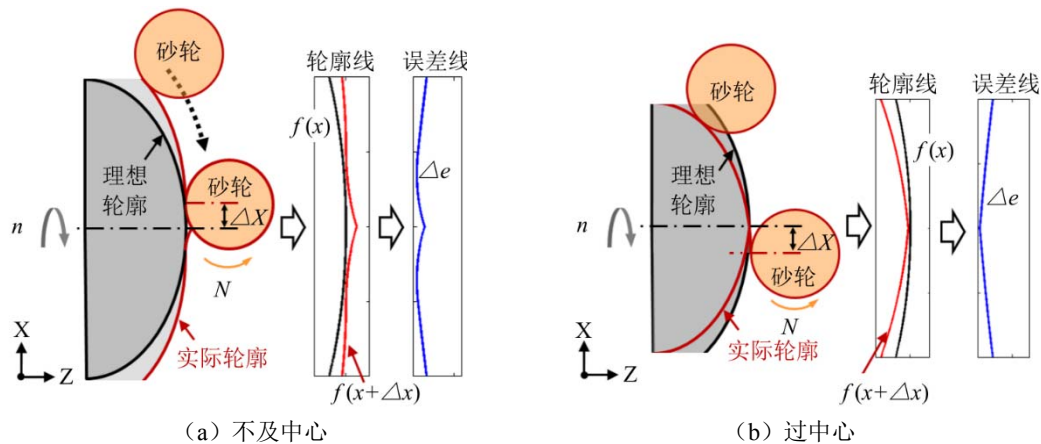 砂轮
轮廓线
误差线
f(x)
理想
轮廓
砂轮
△X
△e
n
N
X
Z
实际轮廓
f(x+△x)
(a) 不及中心
砂轮
轮廓线
误差线
f(x)
理想
轮廓
△X
△e
n
砂轮
N
X
Z
实际轮廓
f(x+△x)
(b) 过中心